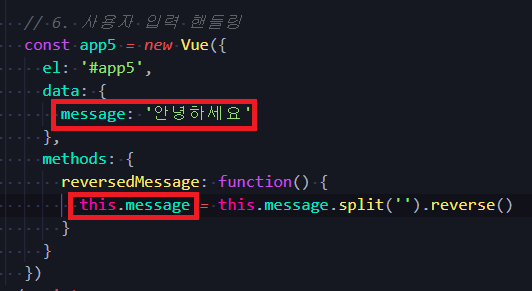 // 6. 사용자 입력 핸들링
const app5 = new Vue({
el: '#app5',
data: {
message: '안녕하세요'
},
methods: {
reversedMessage: function() {
this.message = this.message.split('').reverse()
}
}
})